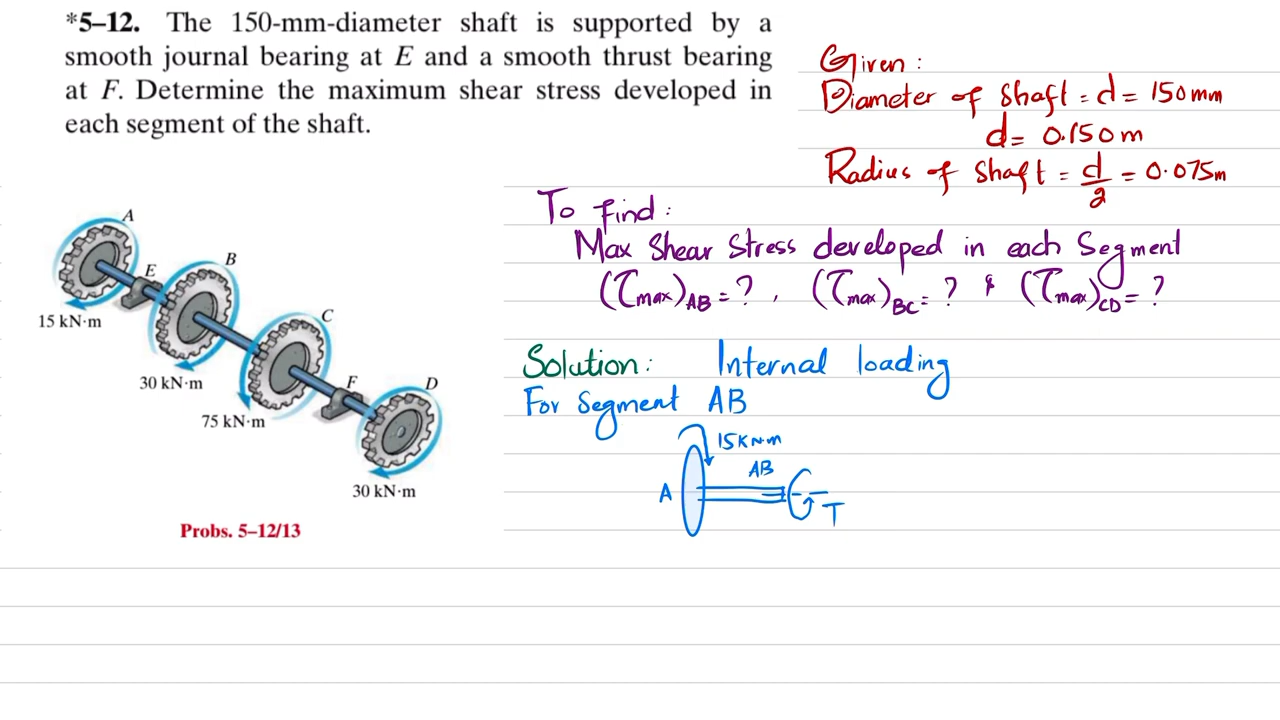 *5–12. The 150-mm-diameter shaft is supported by a
smooth journal bearing at E and a smooth thrust bearing
at F. Determine the maximum shear stress developed in
each segment of the shaft.
Given :
Diameter of Shaft = d = 150mm
d = 0.150m
Radius of Shaft = d/2 = 0.075m
To find :
Max Shear Stress developed in each Segment
(τmax)AB = ? , (τmax)BC = ? & (τmax)CD = ?
A
E
B
15 kN·m
C
30 kN·m
F
D
75 kN·m
30 kN·m
Probs. 5–12/13
Solution : Internal loading
For Segment AB
15KN.m
AB
A
T